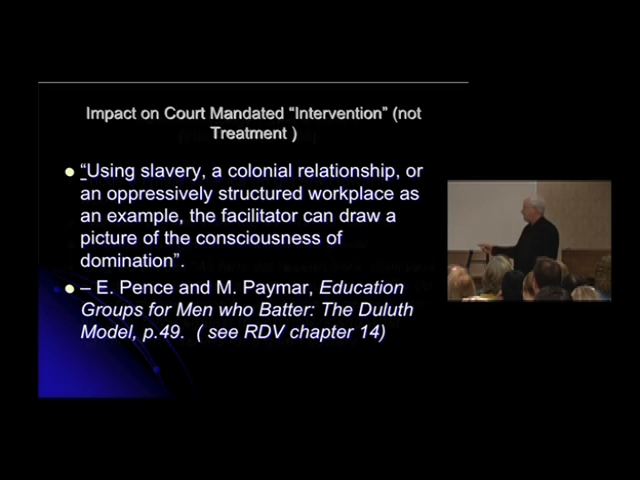 Impact on Court Mandated “Intervention” (not
Treatment )
“Using slavery, a colonial relationship, or
an oppressively structured workplace as
an example, the facilitator can draw a
picture of the consciousness of
domination”.
– E. Pence and M. Paymar, Education
Groups for Men who Batter: The Duluth
Model, p.49. ( see RDV chapter 14)